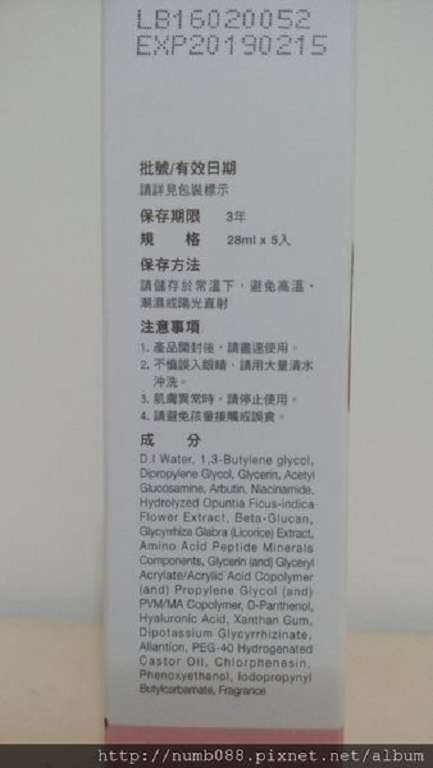 LB16020052
EXP20190215
批號/有效日期
請詳見包裝標示
保存期限 3年
規 格 28ml x 5入
保存方法
請儲存於常溫下，避免高溫、
潮濕或陽光直射
注意事項
1. 產品開封後，請盡速使用。
2. 不慎誤入眼睛，請用大量清水
沖洗。
3. 肌膚異常時，請停止使用。
4. 請避免孩童接觸或誤食。
成 分
D.I Water, 1,3-Butylene glycol,
Dipropylene Glycol, Glycerin, Acetyl
Glucosamine, Arbutin, Niacinamide,
Hydrolyzed Opuntia Ficus-indica
Flower Extract, Beta-Glucan,
Glycyrrhiza Glabra (Licorice) Extract,
Amino Acid Peptide Minerals
Components, Glycerin (and) Glyceryl
Acrylate/Acrylic Acid Copolymer
(and) Propylene Glycol (and)
PVM/MA Copolymer, D-Panthenol,
Hyaluronic Acid, Xanthan Gum,
Dipotassium Glycyrrhizinate,
Allantion, PEG-40 Hydrogenated
Castor Oil, Chlorphenesin,
Phenoxyethanol, Iodopropynyl
Butylcarbamate, Fragrance
http://numb088.pixnet.net/album